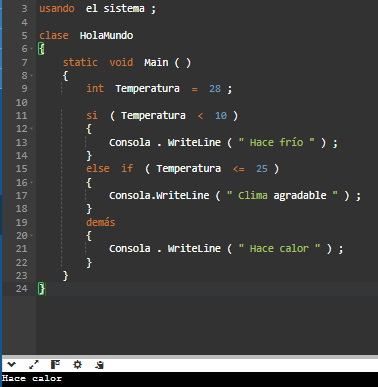 3 usando el sistema ;
4
5 clase HolaMundo
6 {
7 static void Main ( )
8 {
9 int Temperatura = 28 ;
10
11 si ( Temperatura < 10 )
12 {
13 Consola . WriteLine ( " Hace frío " ) ;
14 }
15 else if ( Temperatura <= 25 )
16 {
17 Consola.WriteLine ( " Clima agradable " ) ;
18 }
19 demás
20 {
21 Consola . WriteLine ( " Hace calor " ) ;
22 }
23 }
24 }
Hace calor